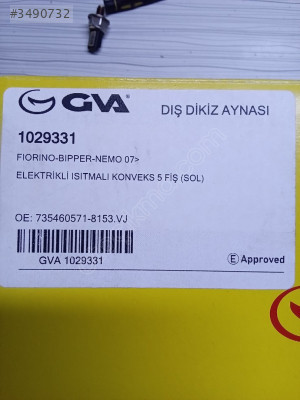 #3490732
GVA
DIŞ DİKİZ AYNASI
1029331
FIORINO-BIPPER-NEMO 07>
ELEKTRİKLİ ISITMALI KONVEKS 5 FİŞ (SOL)
OE: 735460571-8153.VJ
GVA 1029331
E Approved